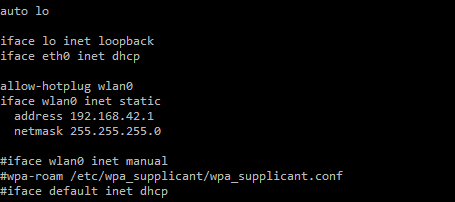 auto lo

iface lo inet loopback
iface eth0 inet dhcp

allow-hotplug wlan0
iface wlan0 inet static
  address 192.168.42.1
  netmask 255.255.255.0

#iface wlan0 inet manual
#wpa-roam /etc/wpa_supplicant/wpa_supplicant.conf
#iface default inet dhcp